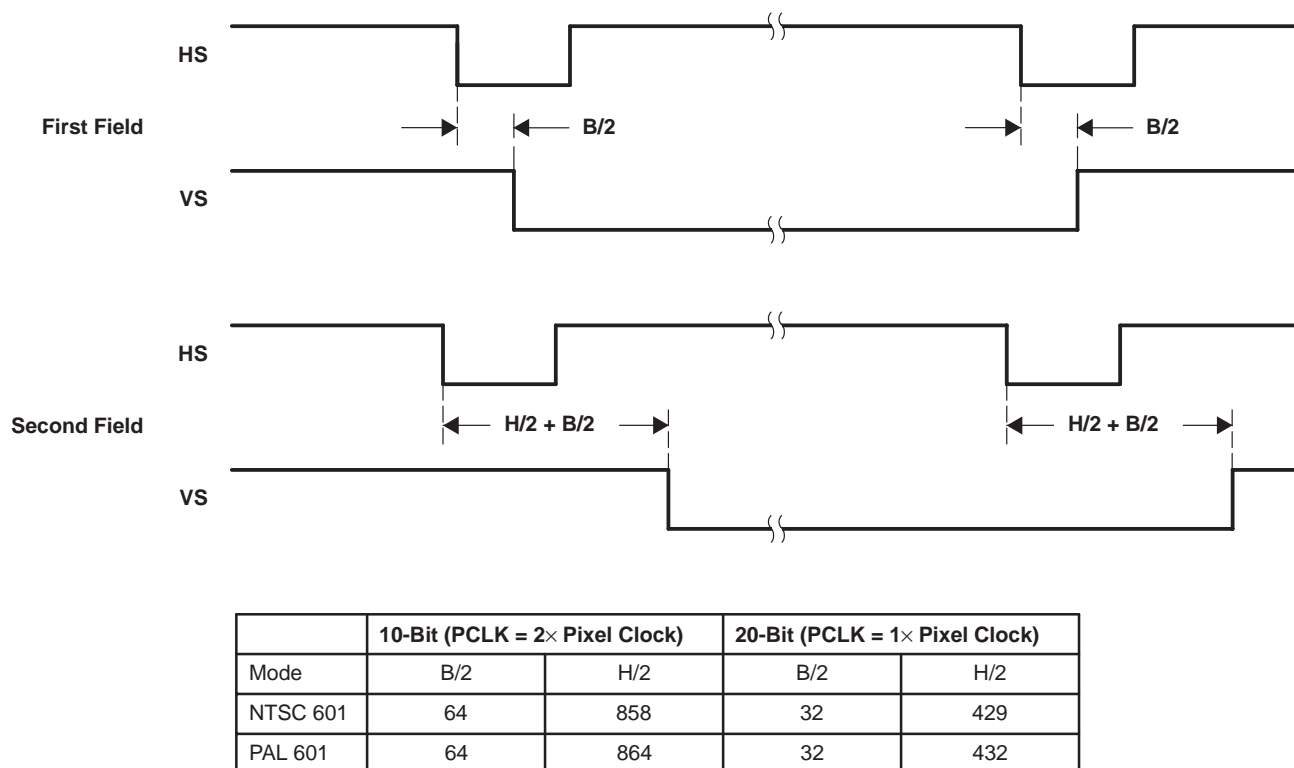 HS
First Field
B/2
B/2
VS
HS
Second Field
H/2 + B/2
H/2 + B/2
VS
10-Bit (PCLK = 2× Pixel Clock) 20-Bit (PCLK = 1× Pixel Clock)
Mode B/2 H/2 B/2 H/2
NTSC 601 64 858 32 429
PAL 601 64 864 32 432